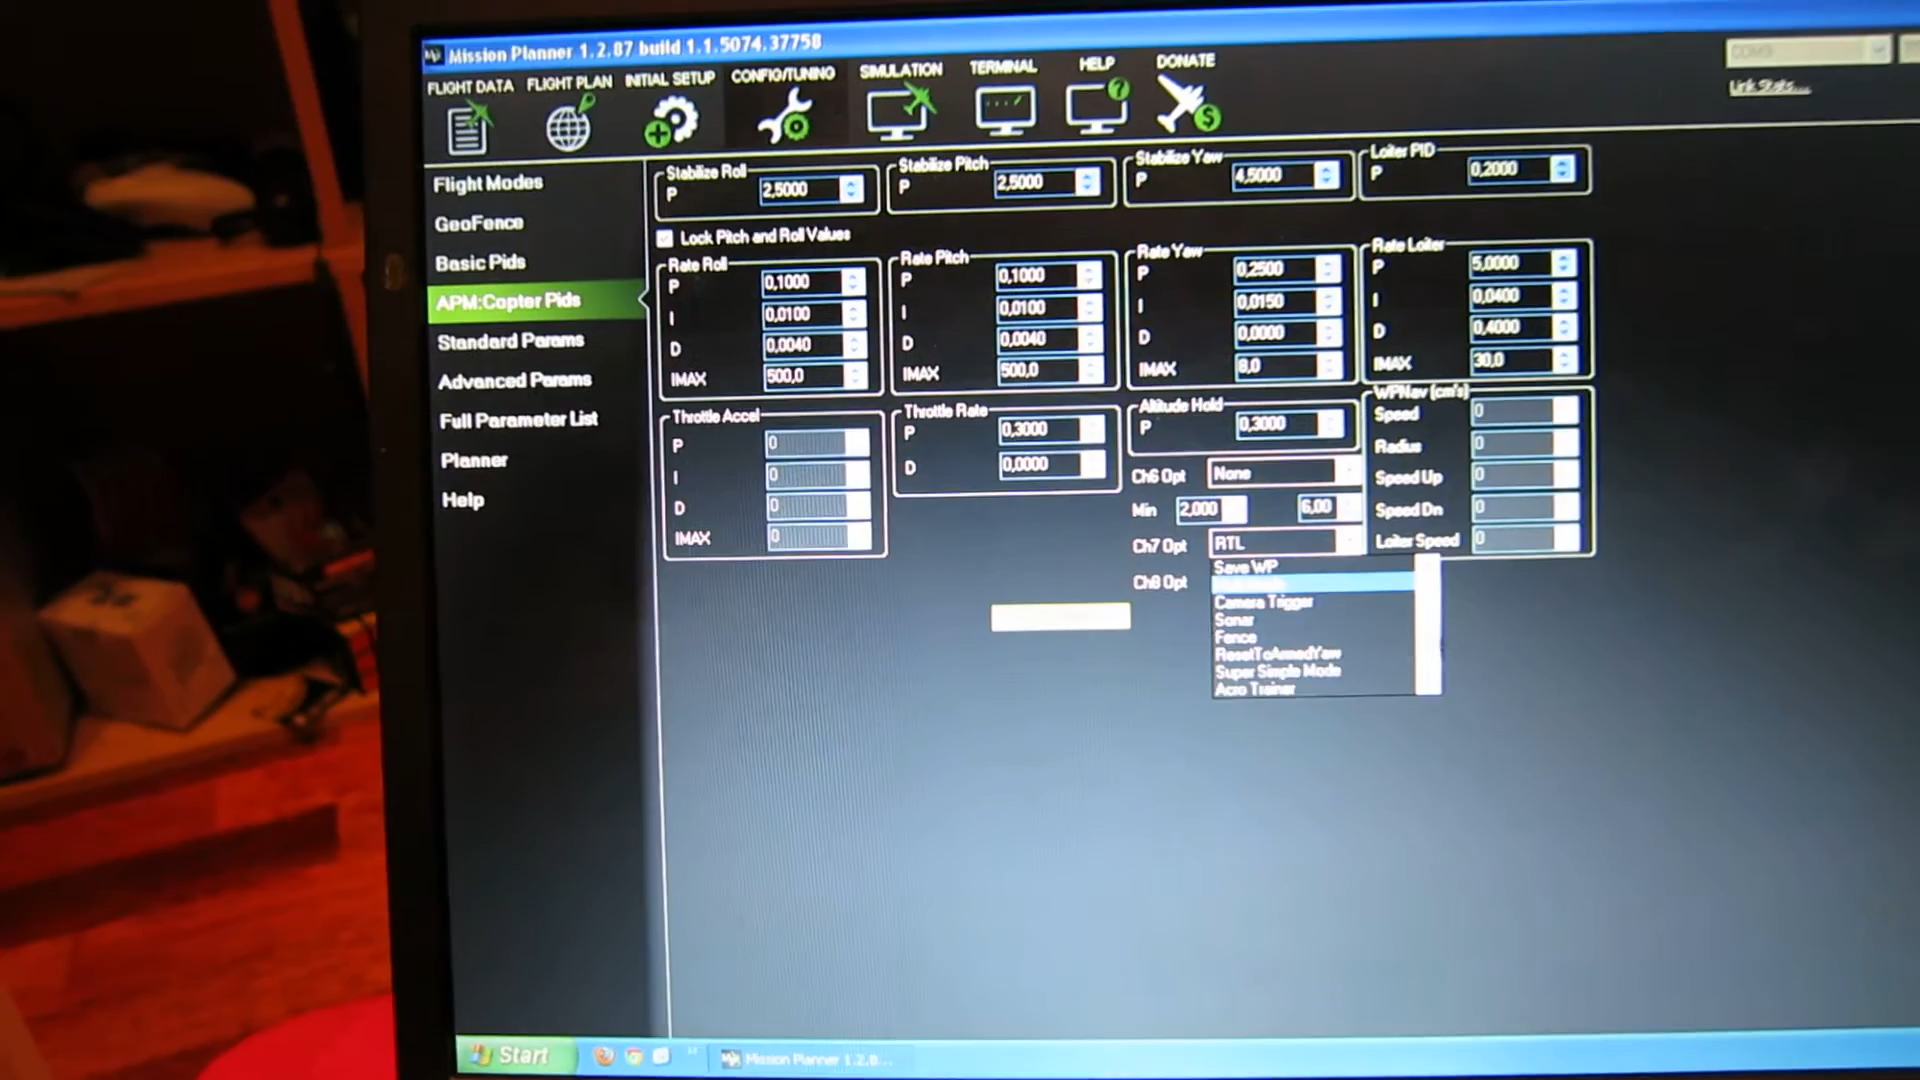 Mission Planner 1.2.87 build 1.1.5074.37758
FLIGHT DATA FLIGHT PLAN INITIAL SETUP CONFIG/TUNING SIMULATION TERMINAL HELP DONATE
Link Stats...
Flight Modes
GeoFence
Basic Pids
APM:Copter Pids
Standard Params
Advanced Params
Full Parameter List
Planner
Help
Stabilize Roll
P 2,5000
Stabilize Pitch
P 2,5000
Stabilize Yaw
P 4,5000
Loiter PID
P 0,2000
Lock Pitch and Roll Values
Rate Roll
P 0,1000
I 0,0100
D 0,0040
IMAX 500,0
Rate Pitch
P 0,1000
I 0,0100
D 0,0040
IMAX 500,0
Rate Yaw
P 0,2500
I 0,0150
D 0,0000
IMAX 8,0
Rate Loiter
P 5,0000
I 0,0400
D 0,4000
IMAX 30,0
Throttle Accel
P 0
I 0
D 0
IMAX 0
Throttle Rate
P 0,3000
D 0,0000
Altitude Hold
P 0,3000
WPNav (cm's)
Speed 0
Radius 0
Speed Up 0
Speed Dn 0
Loiter Speed 0
Ch6 Opt None
Min 2,000 6,00
Ch7 Opt RTL
Ch8 Opt
Save WP
Camera Trigger
Sonar
Fence
ResetToArmedYaw
Super Simple Mode
Acro Trainer
Start
Mission Planner 1.2.8...